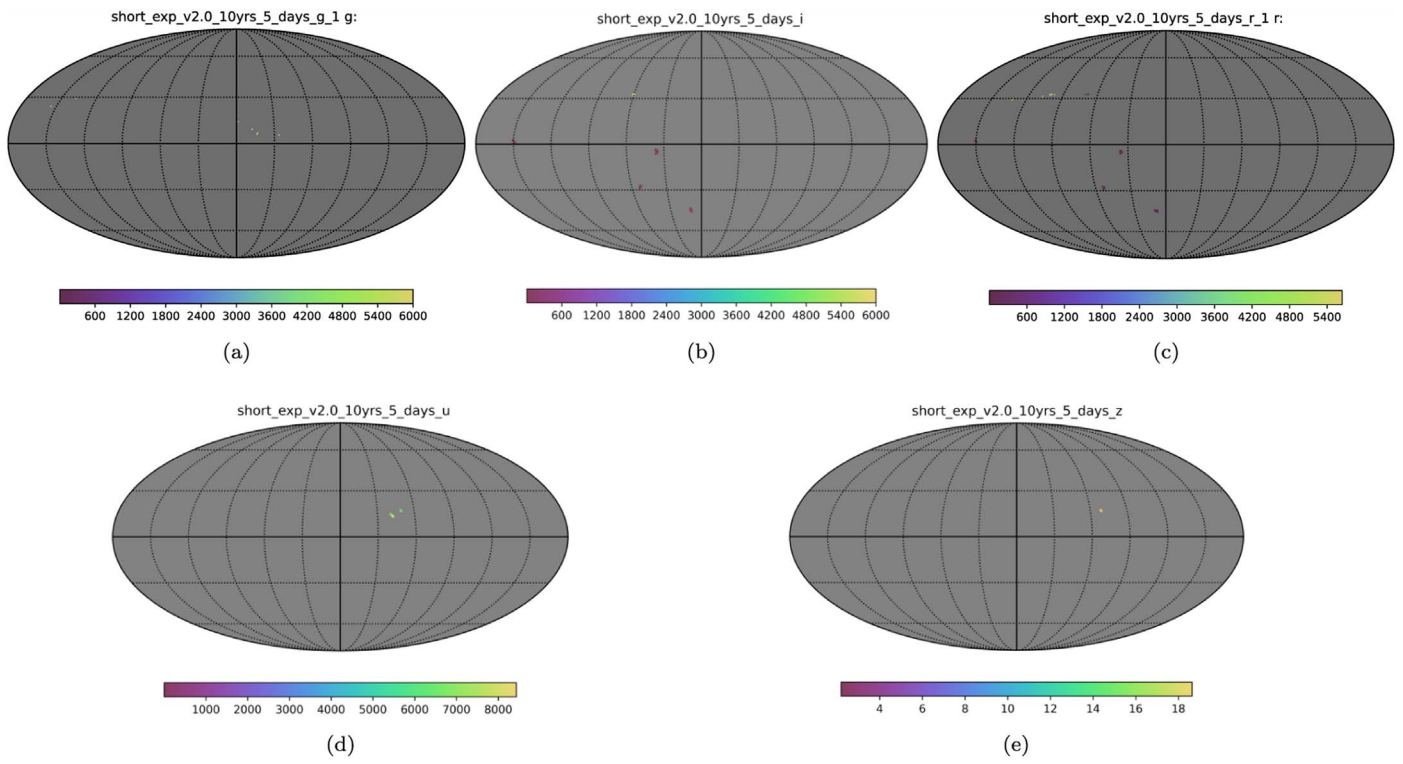 short_exp_v2.0_10yrs_5_days_g_1 g:
short_exp_v2.0_10yrs_5_days_i
short_exp_v2.0_10yrs_5_days_r_1 r:
600 1200 1800 2400 3000 3600 4200 4800 5400 6000
600 1200 1800 2400 3000 3600 4200 4800 5400 6000
600 1200 1800 2400 3000 3600 4200 4800 5400
(a)
(b)
(c)
short_exp_v2.0_10yrs_5_days_u
short_exp_v2.0_10yrs_5_days_z
1000 2000 3000 4000 5000 6000 7000 8000
4 6 8 10 12 14 16 18
(d)
(e)